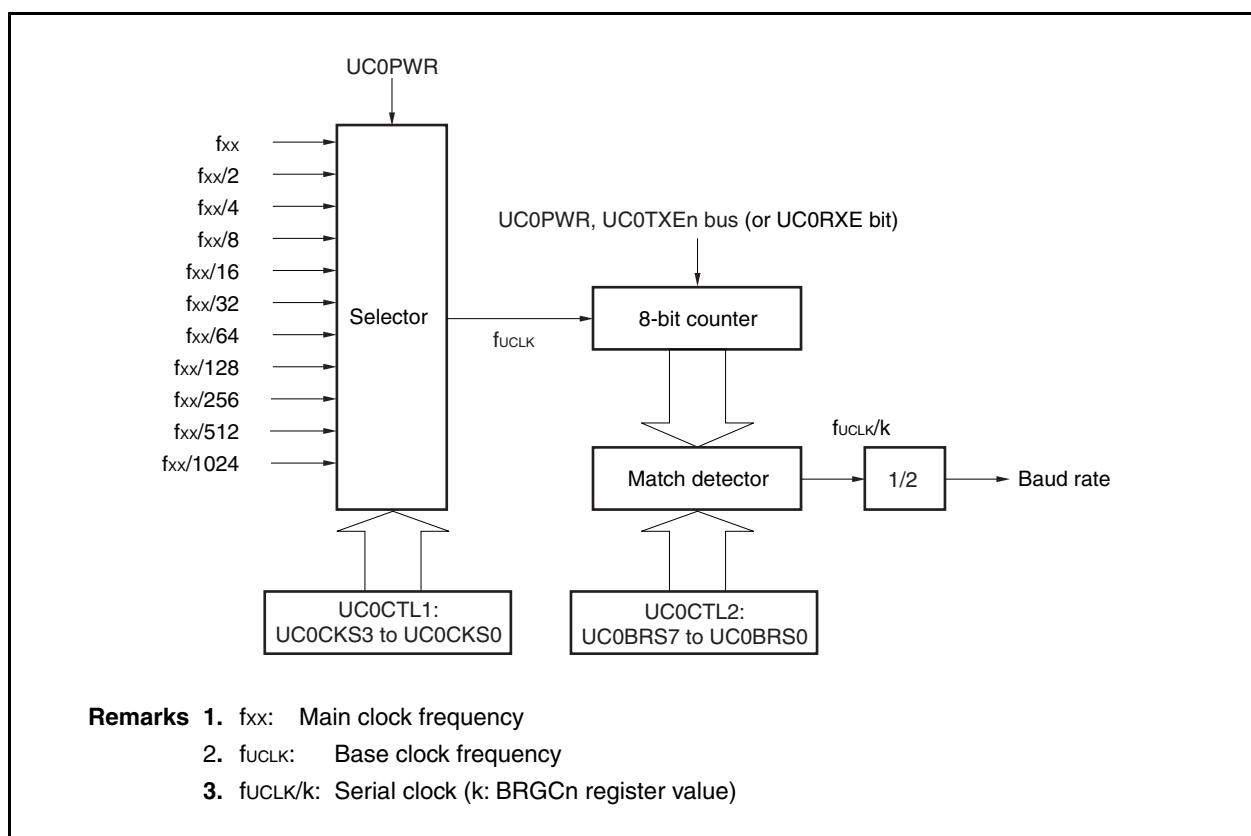 UC0PWR
fxx
fxx/2
fxx/4
fxx/8
fxx/16
fxx/32
fxx/64
fxx/128
fxx/256
fxx/512
fxx/1024
Selector
fUCLK
UC0PWR, UC0TXEn bus (or UC0RXE bit)
8-bit counter
Match detector
fUCLK/k
1/2
Baud rate
UC0CTL1:
UC0CKS3 to UC0CKS0
UC0CTL2:
UC0BRS7 to UC0BRS0
Remarks 1. fxx: Main clock frequency
2. fUCLK: Base clock frequency
3. fUCLK/k: Serial clock (k: BRGCn register value)